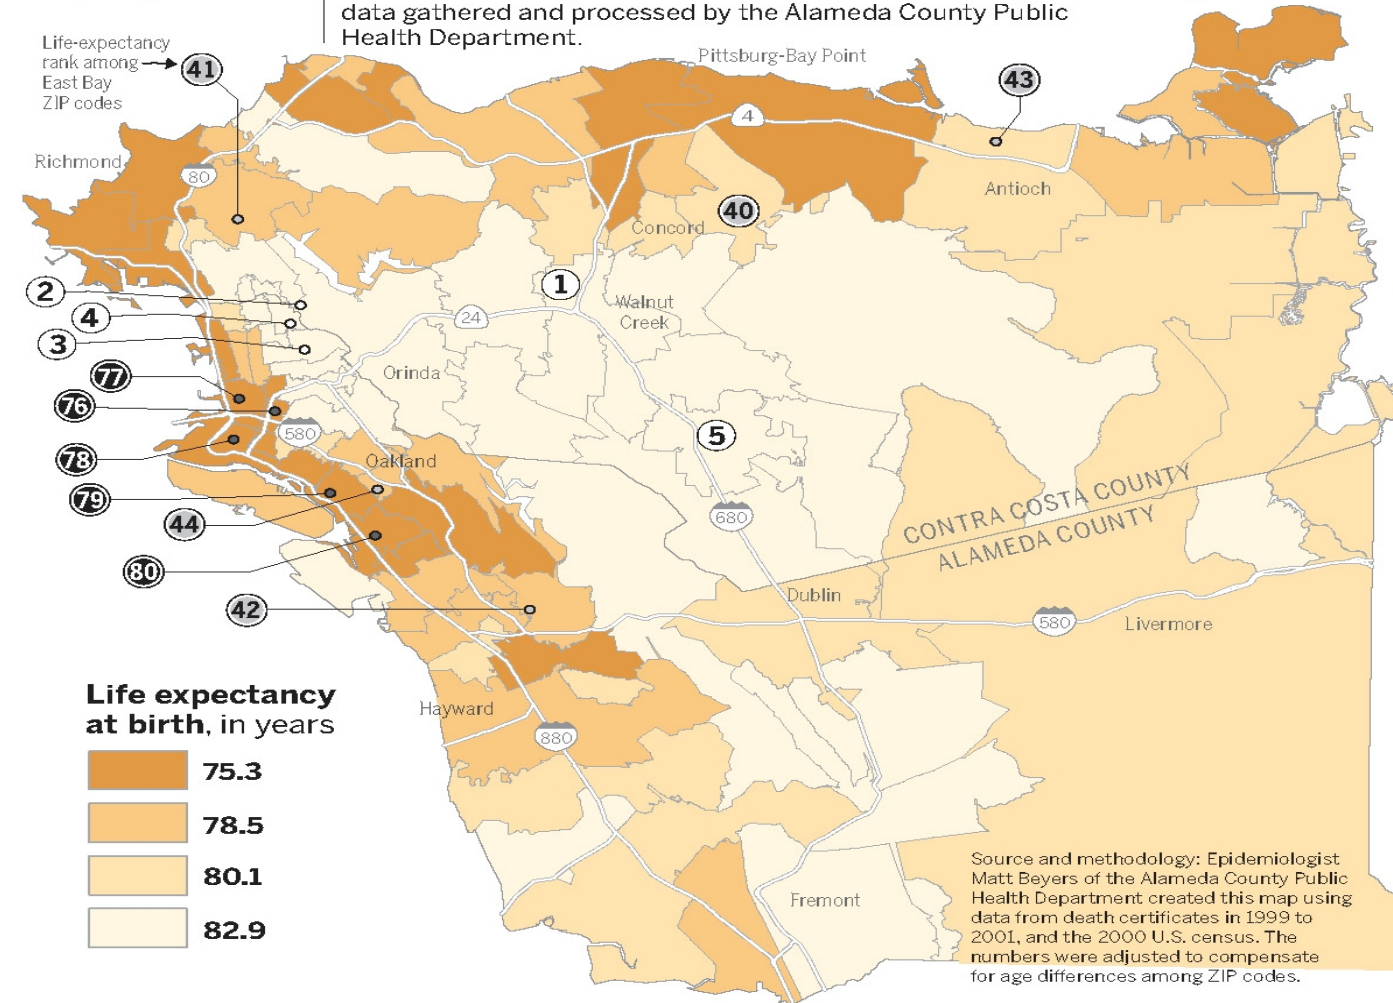 data gathered and processed by the Alameda County Public
Health Department.
Life-expectancy
rank among
East Bay
ZIP codes
41
Pittsburg-Bay Point
43
4
Richmond
80
Antioch
40
Concord
2
1
4
Walnut
Creek
24
3
Orinda
77
76
580
5
78
Oakland
79
44
680
CONTRA COSTA COUNTY
ALAMEDA COUNTY
80
42
Dublin
580
Livermore
Life expectancy
at birth, in years
Hayward
880
75.3
78.5
80.1
82.9
Fremont
Source and methodology: Epidemiologist
Matt Beyers of the Alameda County Public
Health Department created this map using
data from death certificates in 1999 to
2001, and the 2000 U.S. census. The
numbers were adjusted to compensate
for age differences among ZIP codes.